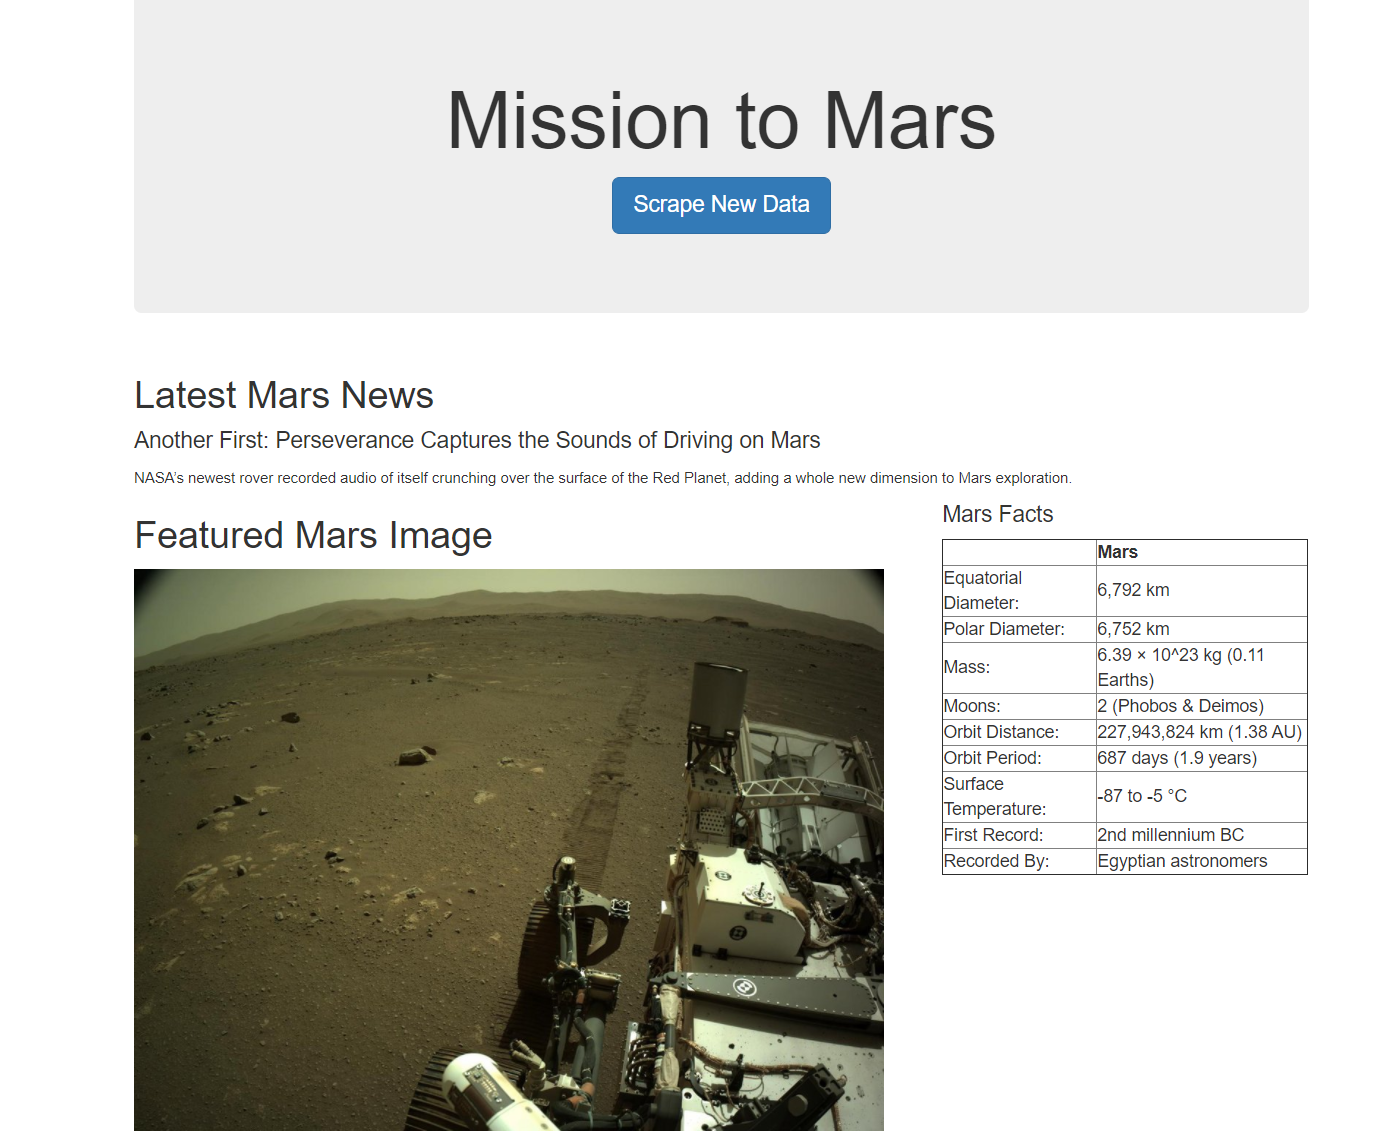 Mission to Mars
Scrape New Data
Latest Mars News
Another First: Perseverance Captures the Sounds of Driving on Mars
NASA’s newest rover recorded audio of itself crunching over the surface of the Red Planet, adding a whole new dimension to Mars exploration.
Featured Mars Image
Mars Facts
Mars
Equatorial
Diameter:
6,792 km
Polar Diameter:
6,752 km
Mass:
6.39 × 10^23 kg (0.11
Earths)
Moons:
2 (Phobos & Deimos)
Orbit Distance:
227,943,824 km (1.38 AU)
Orbit Period:
687 days (1.9 years)
Surface
Temperature:
-87 to -5 °C
First Record:
2nd millennium BC
Recorded By:
Egyptian astronomers